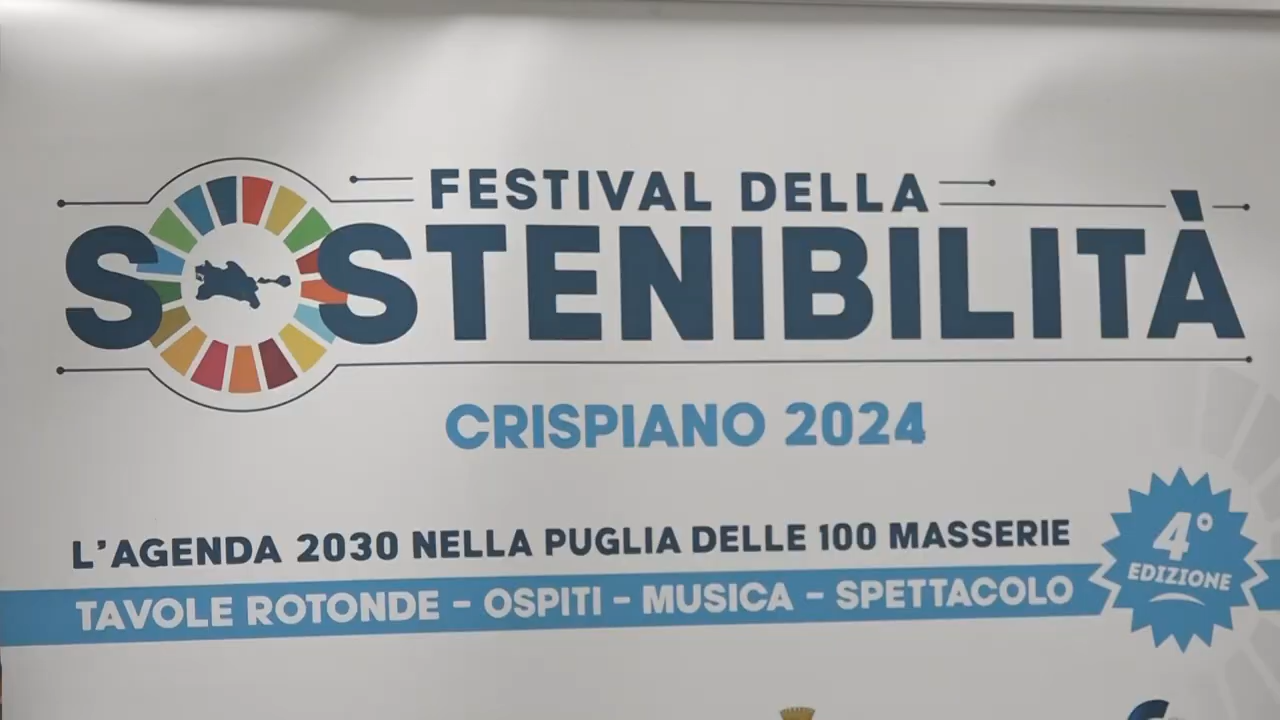 FESTIVAL DELLA
SOSTENIBILITÀ
CRISPIANO 2024
L'AGENDA 2030 NELLA PUGLIA DELLE 100 MASSERIE
TAVOLE ROTONDE - OSPITI - MUSICA - SPETTACOLO
4°
EDIZIONE